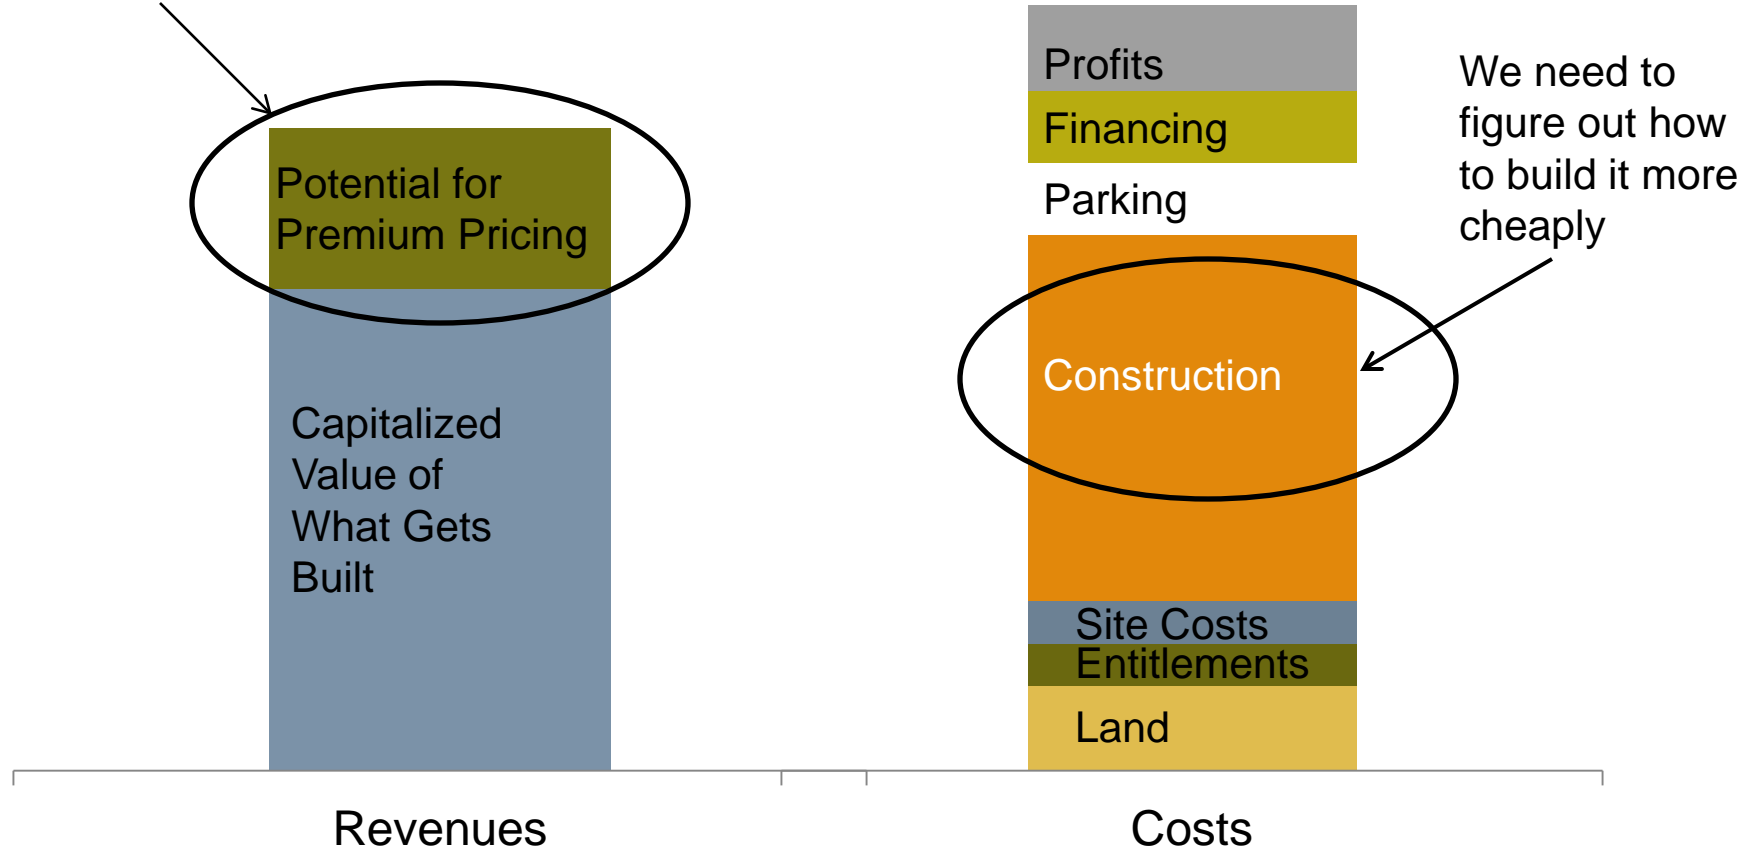 Potential for
Premium Pricing
Capitalized
Value of
What Gets
Built
Revenues
Profits
Financing
Parking
Construction
Site Costs
Entitlements
Land
Costs
We need to
figure out how
to build it more
cheaply